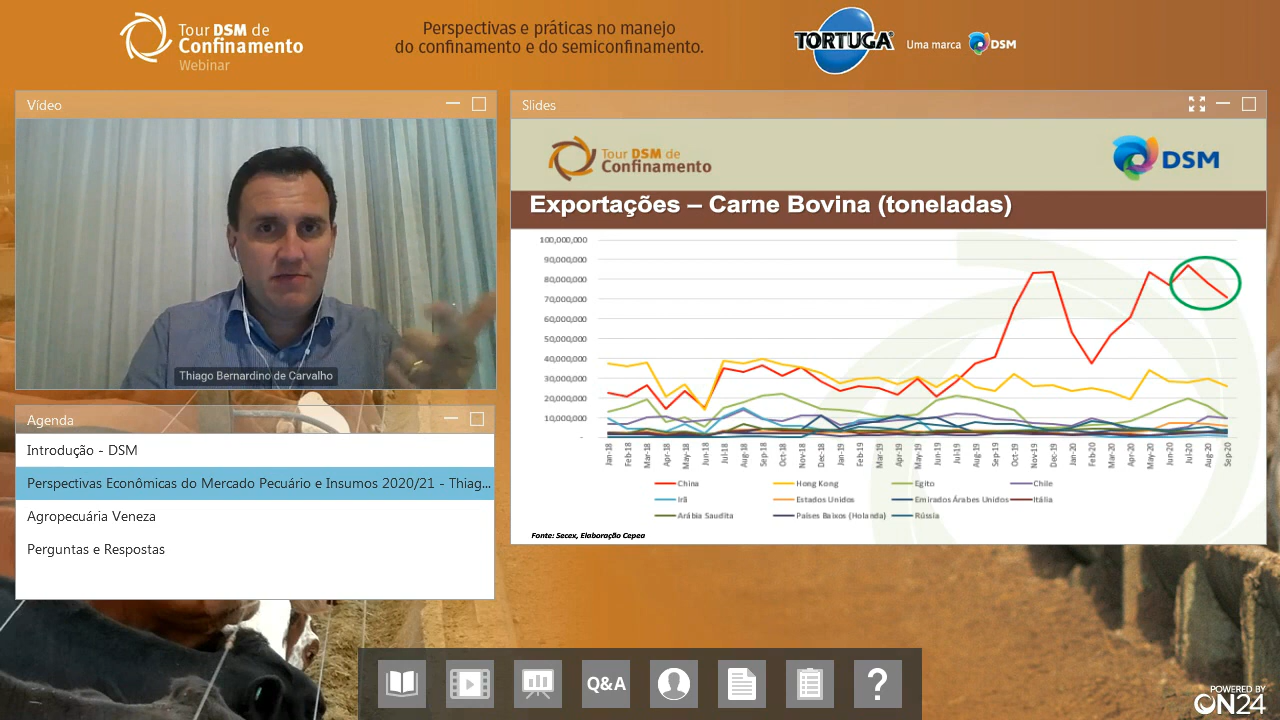 Tour DSM de
Confinamento
Webinar
Perspectivas e práticas no manejo
do confinamento e do semiconfinamento.
TORTUGA
Uma marca DSM
Vídeo
Thiago Bernardino de Carvalho
Agenda
Introdução - DSM
Perspectivas Econômicas do Mercado Pecuário e Insumos 2020/21 - Thiag...
Agropecuária Veneza
Perguntas e Respostas
Slides
Tour DSM de
Confinamento
DSM
Exportações – Carne Bovina (toneladas)
100,000,000
90,000,000
80,000,000
70,000,000
60,000,000
50,000,000
40,000,000
30,000,000
20,000,000
10,000,000
-
Jan-18 Feb-18 Mar-18 Apr-18 May-18 Jun-18 Jul-18 Aug-18 Sep-18 Oct-18 Nov-18 Dec-18 Jan-19 Feb-19 Mar-19 Apr-19 May-19 Jun-19 Jul-19 Aug-19 Sep-19 Oct-19 Nov-19 Dec-19 Jan-20 Feb-20 Mar-20 Apr-20 May-20 Jun-20 Jul-20 Aug-20 Sep-20
China Hong Kong Egito Chile
Irã Estados Unidos Emirados Árabes Unidos Itália
Arábia Saudita Países Baixos (Holanda) Rússia
Fonte: Secex, Elaboração Cepea
Q&A
?
POWERED BY
ON24